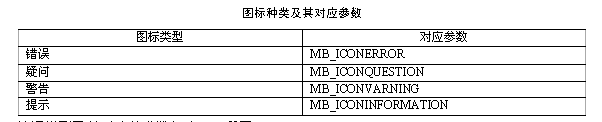 图标种类及其对应参数
图标类型 对应参数
错误 MB_ICONERROR
疑问 MB_ICONQUESTION
警告 MB_ICONVARNING
提示 MB_ICONINFORMATION